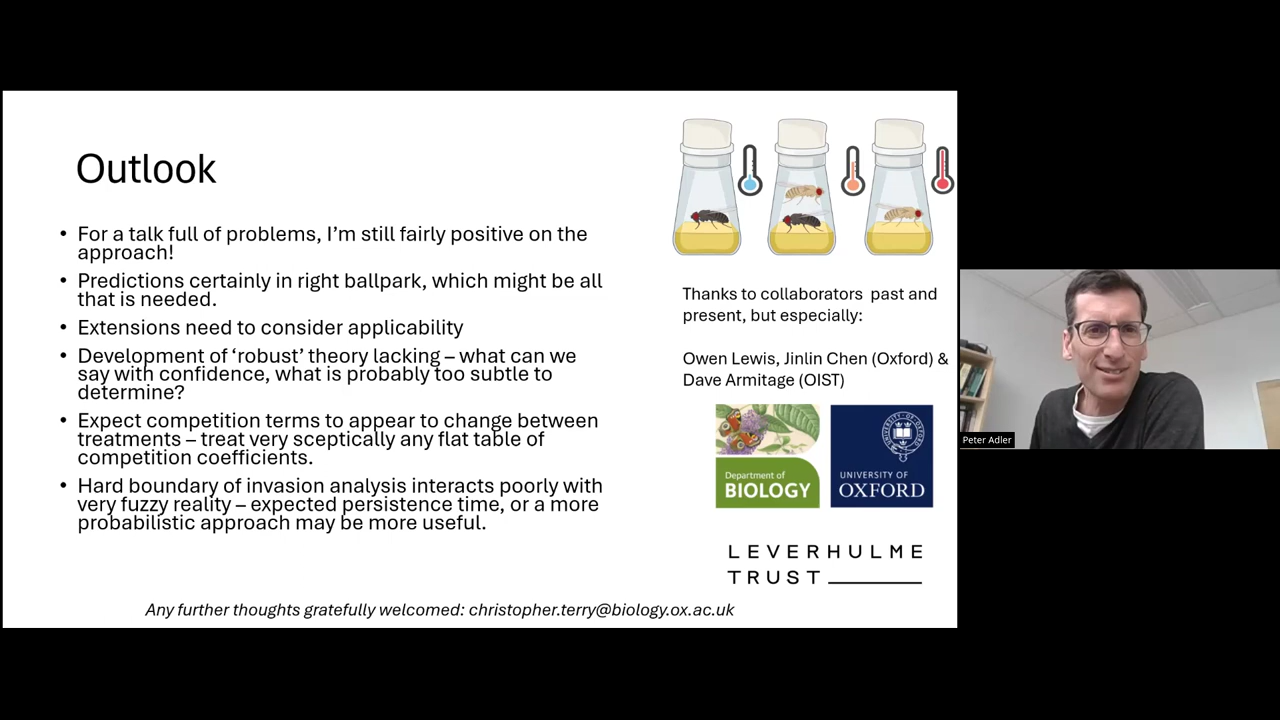 Outlook
• For a talk full of problems, I'm still fairly positive on the
approach!
• Predictions certainly in right ballpark, which might be all
that is needed.
• Extensions need to consider applicability
• Development of 'robust' theory lacking – what can we
say with confidence, what is probably too subtle to
determine?
• Expect competition terms to appear to change between
treatments – treat very sceptically any flat table of
competition coefficients.
• Hard boundary of invasion analysis interacts poorly with
very fuzzy reality – expected persistence time, or a more
probabilistic approach may be more useful.
Thanks to collaborators past and
present, but especially:
Owen Lewis, Jinlin Chen (Oxford) &
Dave Armitage (OIST)
Department of
BIOLOGY
UNIVERSITY OF
OXFORD
LEVERHULME
TRUST
Any further thoughts gratefully welcomed: christopher.terry@biology.ox.ac.uk
Peter Adler